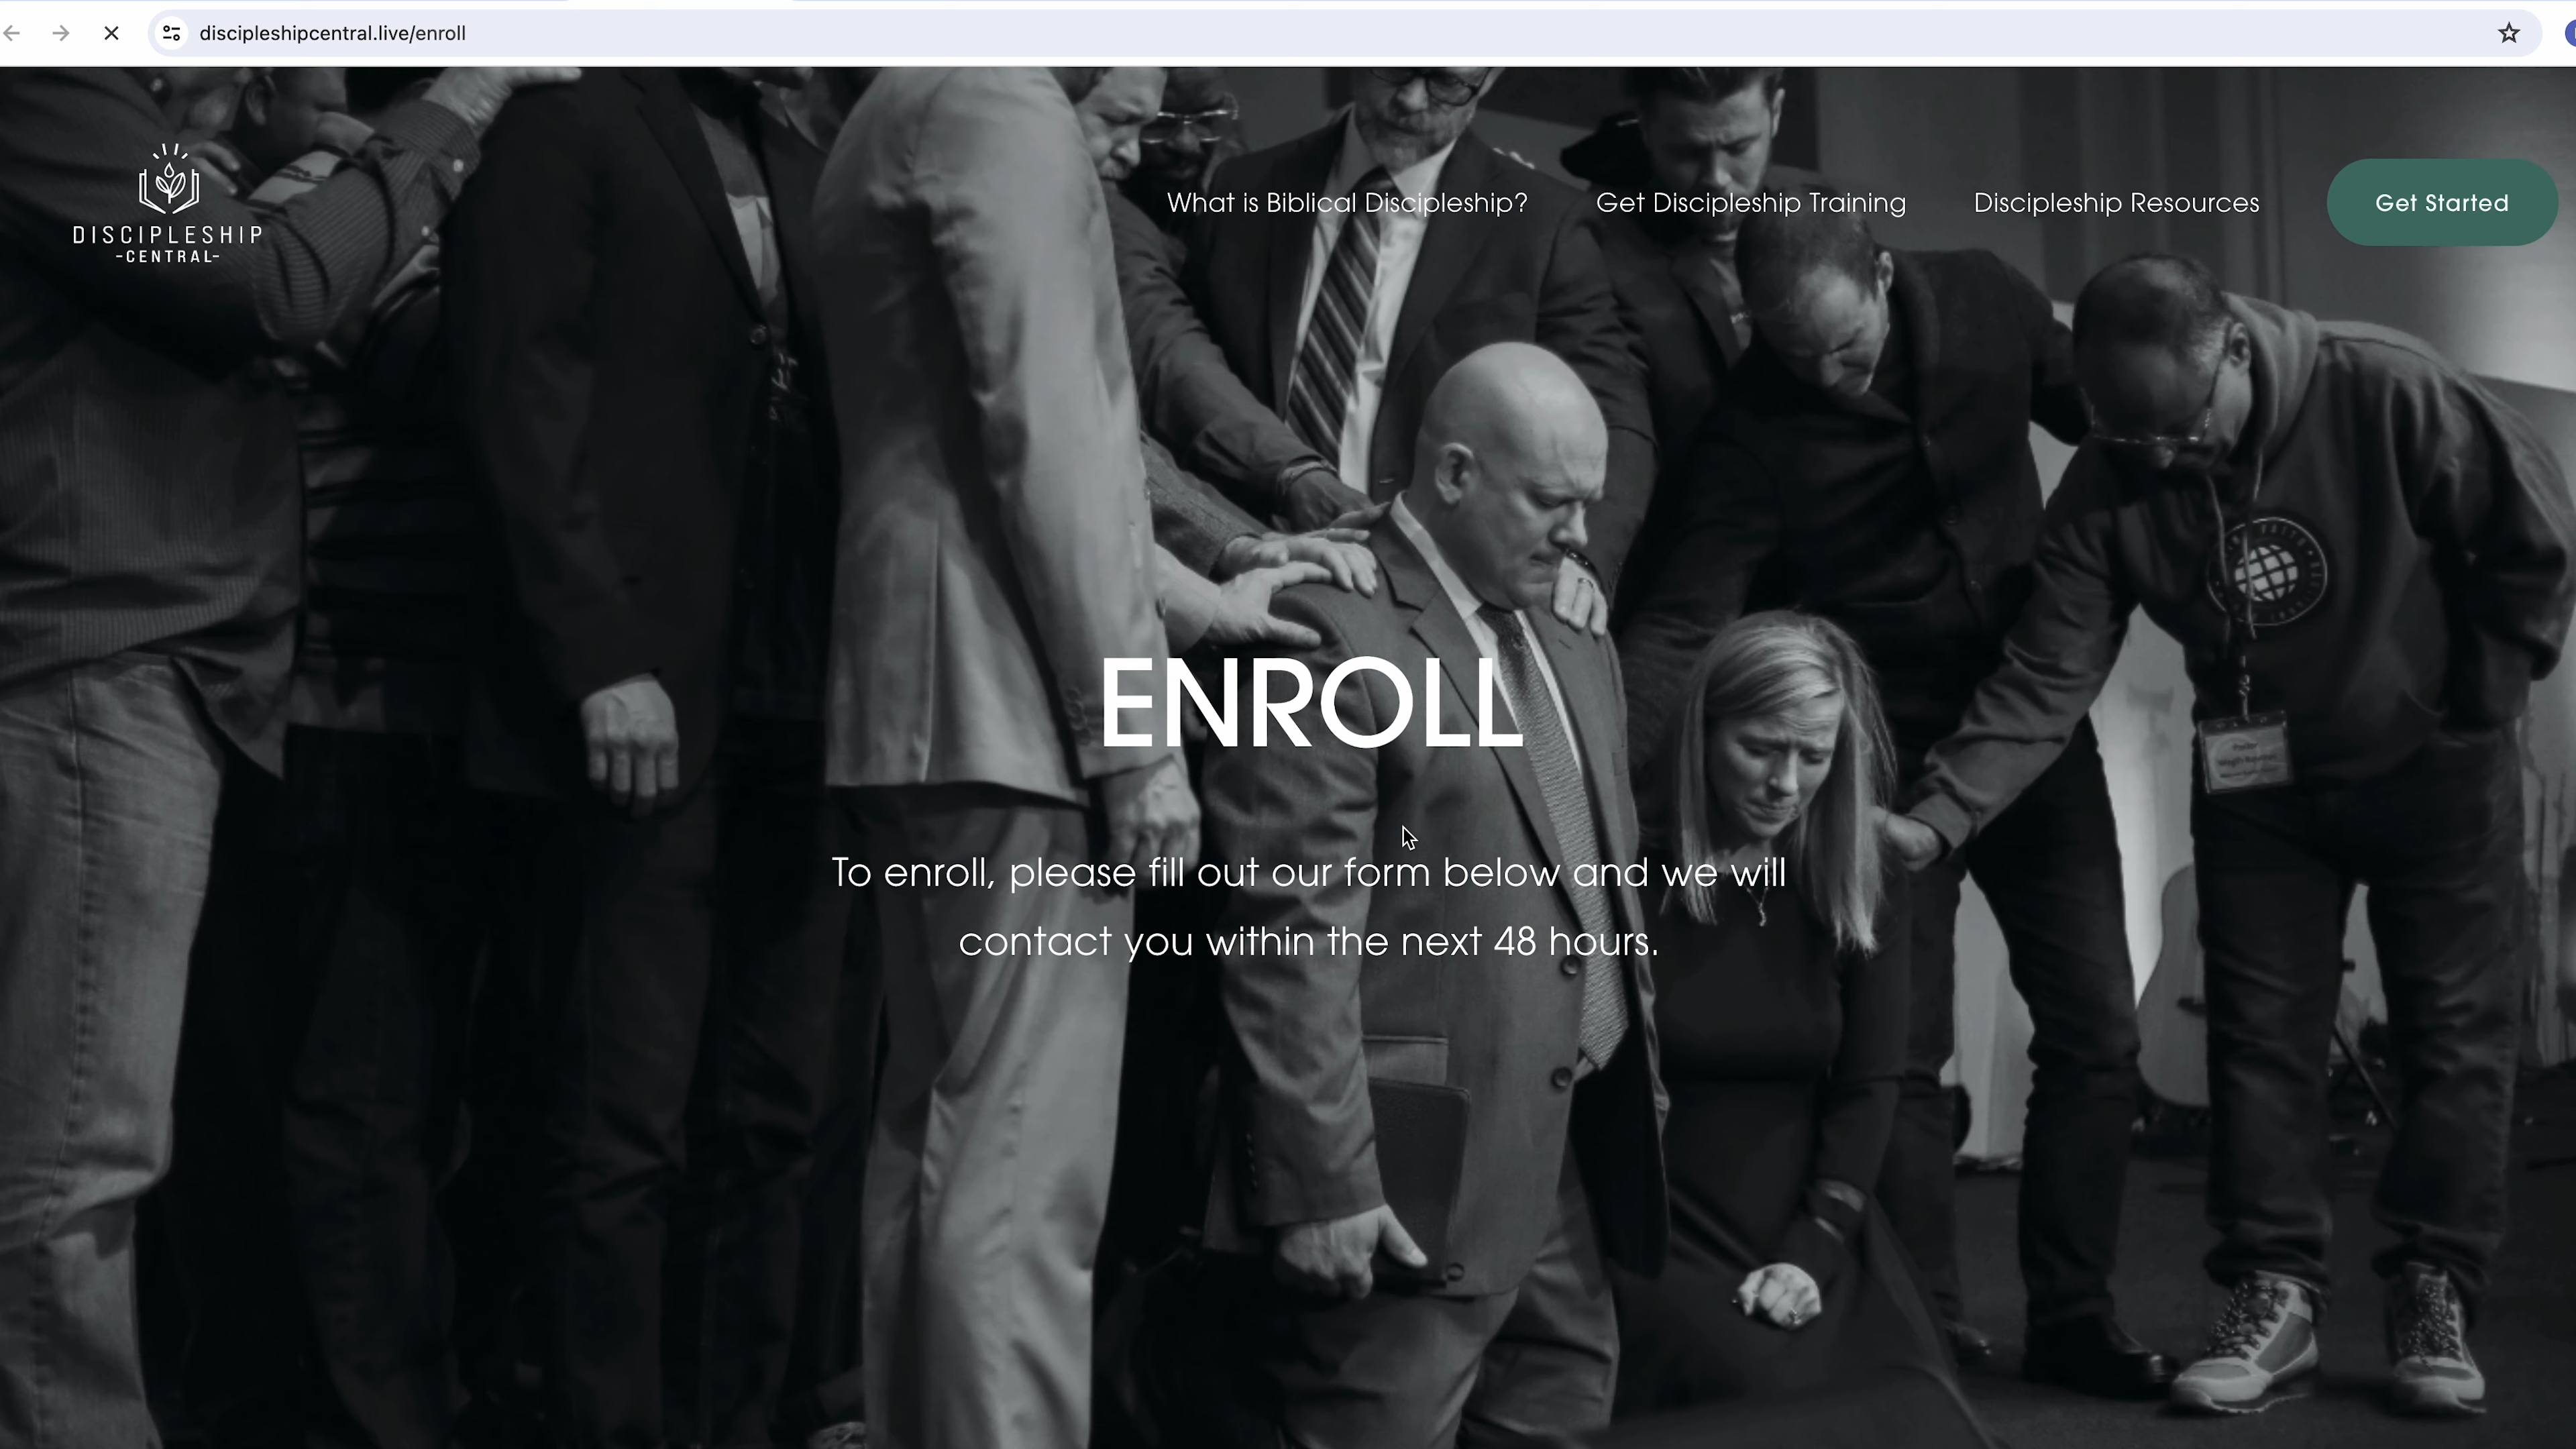 discipleshipcentral.live/enroll
DISCIPLESHIP
-CENTRAL-
What is Biblical Discipleship?
Get Discipleship Training
Discipleship Resources
Get Started
ENROLL
To enroll, please fill out our form below and we will
contact you within the next 48 hours.